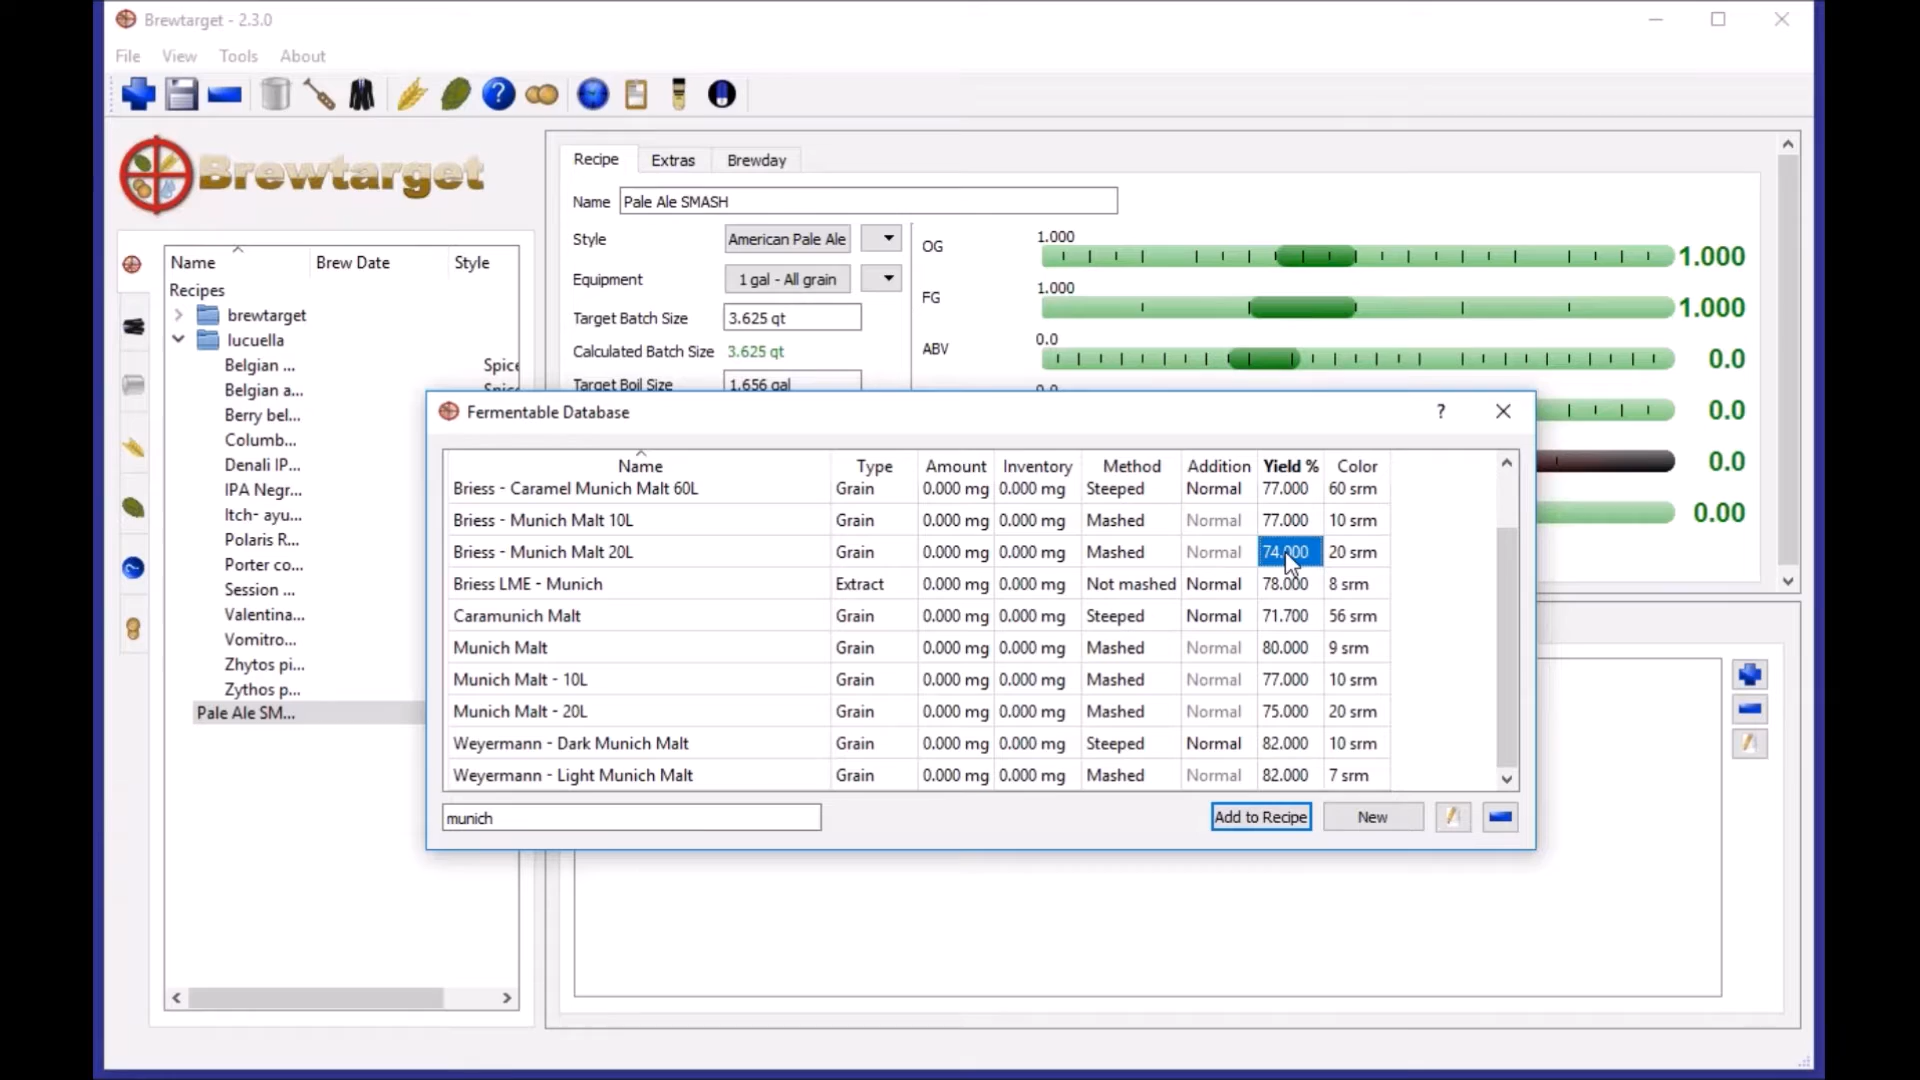 Brewtarget - 2.3.0
File View Tools About
Brewtarget
Name Brew Date Style
Recipes
brewtarget
lucuella
Belgian ... Spice
Belgian a...
Berry bel...
Columb...
Denali IP...
IPA Negr...
Itch- ayu...
Polaris R...
Porter co...
Session ...
Valentina...
Vomitro...
Zhytos pi...
Zythos p...
Pale Ale SM...
Recipe Extras Brewday
Name Pale Ale SMASH
Style American Pale Ale
Equipment 1 gal - All grain
Target Batch Size 3.625 qt
Calculated Batch Size 3.625 qt
Target Boil Size 1.656 gal
OG 1.000 1.000
FG 1.000 1.000
ABV 0.0 0.0
0.0 0.0
0.0
0.00
Fermentable Database ?
Name Type Amount Inventory Method Addition Yield % Color
Briess - Caramel Munich Malt 60L Grain 0.000 mg 0.000 mg Steeped Normal 77.000 60 srm
Briess - Munich Malt 10L Grain 0.000 mg 0.000 mg Mashed Normal 77.000 10 srm
Briess - Munich Malt 20L Grain 0.000 mg 0.000 mg Mashed Normal 74.000 20 srm
Briess LME - Munich Extract 0.000 mg 0.000 mg Not mashed Normal 78.000 8 srm
Caramunich Malt Grain 0.000 mg 0.000 mg Steeped Normal 71.700 56 srm
Munich Malt Grain 0.000 mg 0.000 mg Mashed Normal 80.000 9 srm
Munich Malt - 10L Grain 0.000 mg 0.000 mg Mashed Normal 77.000 10 srm
Munich Malt - 20L Grain 0.000 mg 0.000 mg Mashed Normal 75.000 20 srm
Weyermann - Dark Munich Malt Grain 0.000 mg 0.000 mg Steeped Normal 82.000 10 srm
Weyermann - Light Munich Malt Grain 0.000 mg 0.000 mg Mashed Normal 82.000 7 srm
munich Add to Recipe New